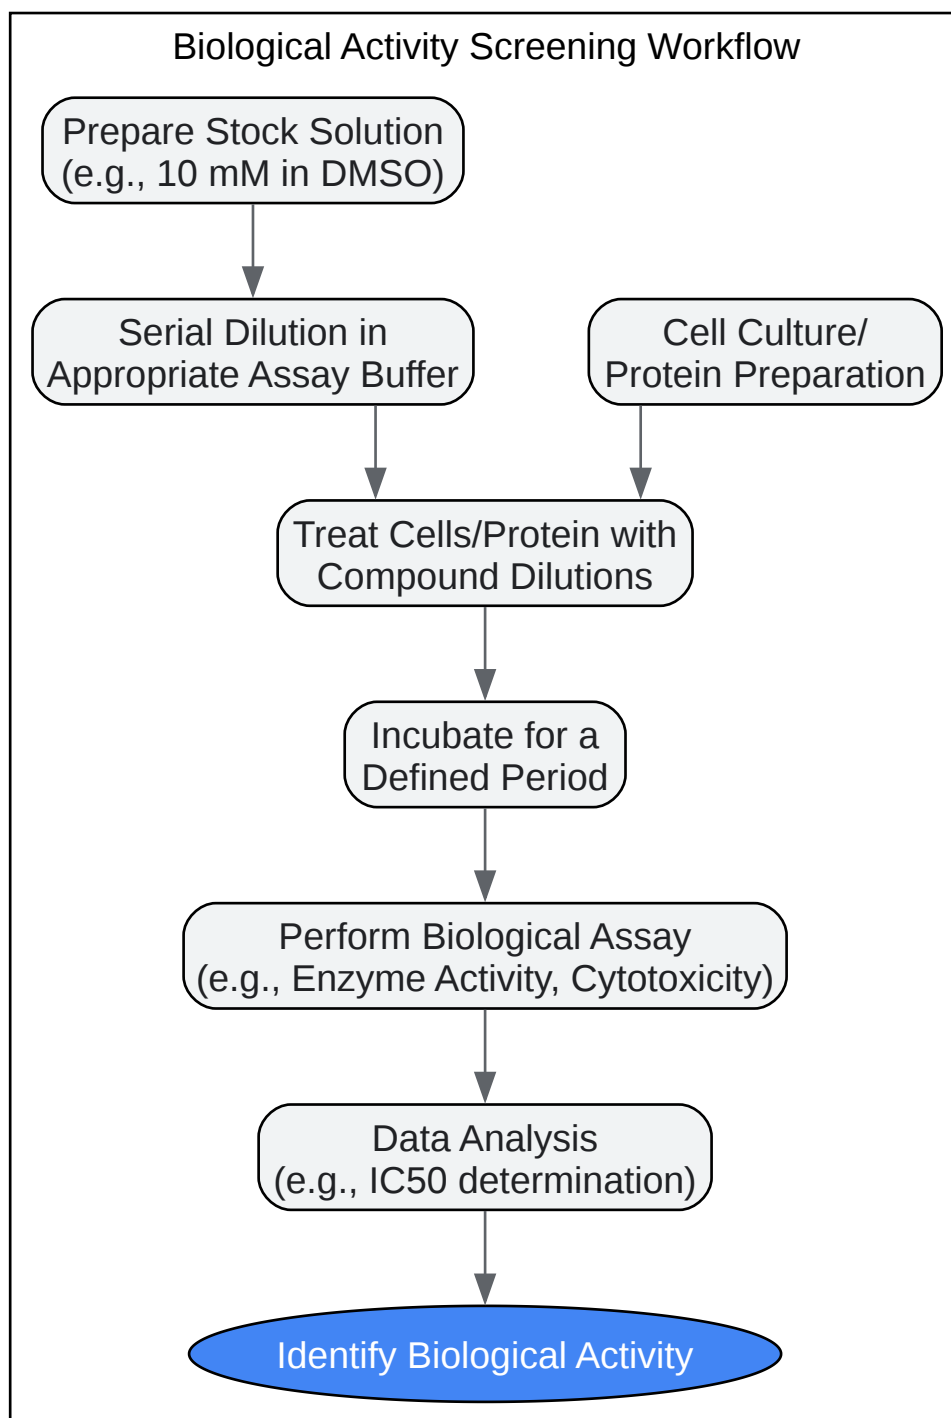 Biological Activity Screening Workflow
Prepare Stock Solution
(e.g., 10 mM in DMSO)
Serial Dilution in
Appropriate Assay Buffer
Cell Culture/
Protein Preparation
Treat Cells/Protein with
Compound Dilutions
Incubate for a
Defined Period
Perform Biological Assay
(e.g., Enzyme Activity, Cytotoxicity)
Data Analysis
(e.g., IC50 determination)
Identify Biological Activity